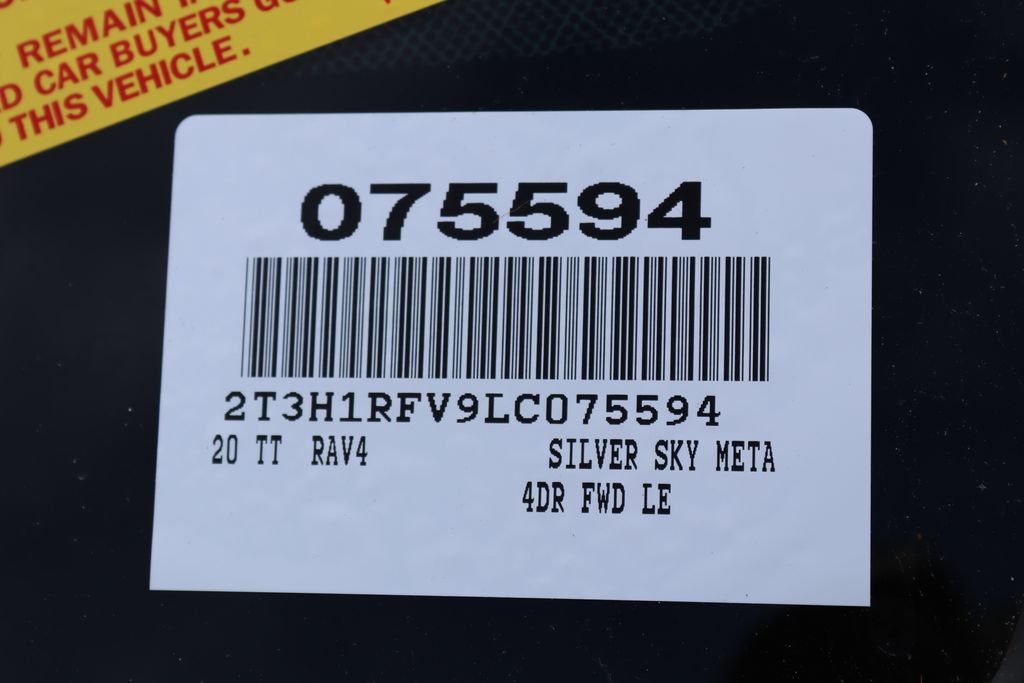 REMAIN
CAR BUYERS
THIS VEHICLE.
075594
2T3H1RFV9LC075594
20 TT RAV4 SILVER SKY META
4DR FWD LE